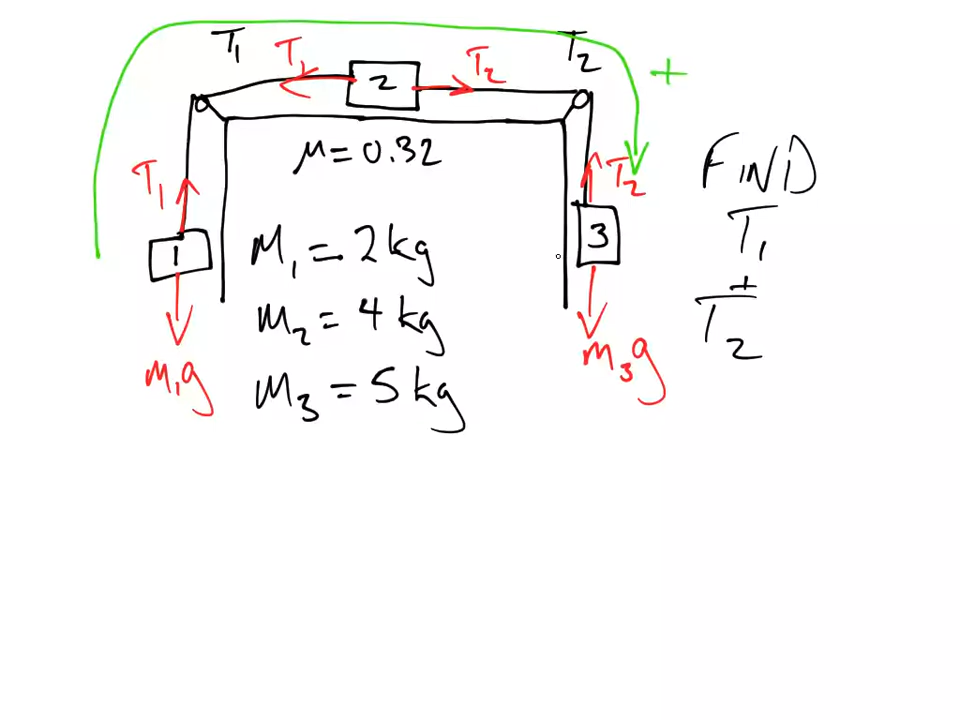 T₁
T₂
T₁
T₂
+
2
μ = 0.32
T₁
T₂
1
3
M₁ = 2 kg
m₂ = 4 kg
m₃ = 5 kg
m₁g
m₃g
FIND
T₁
+
T₂